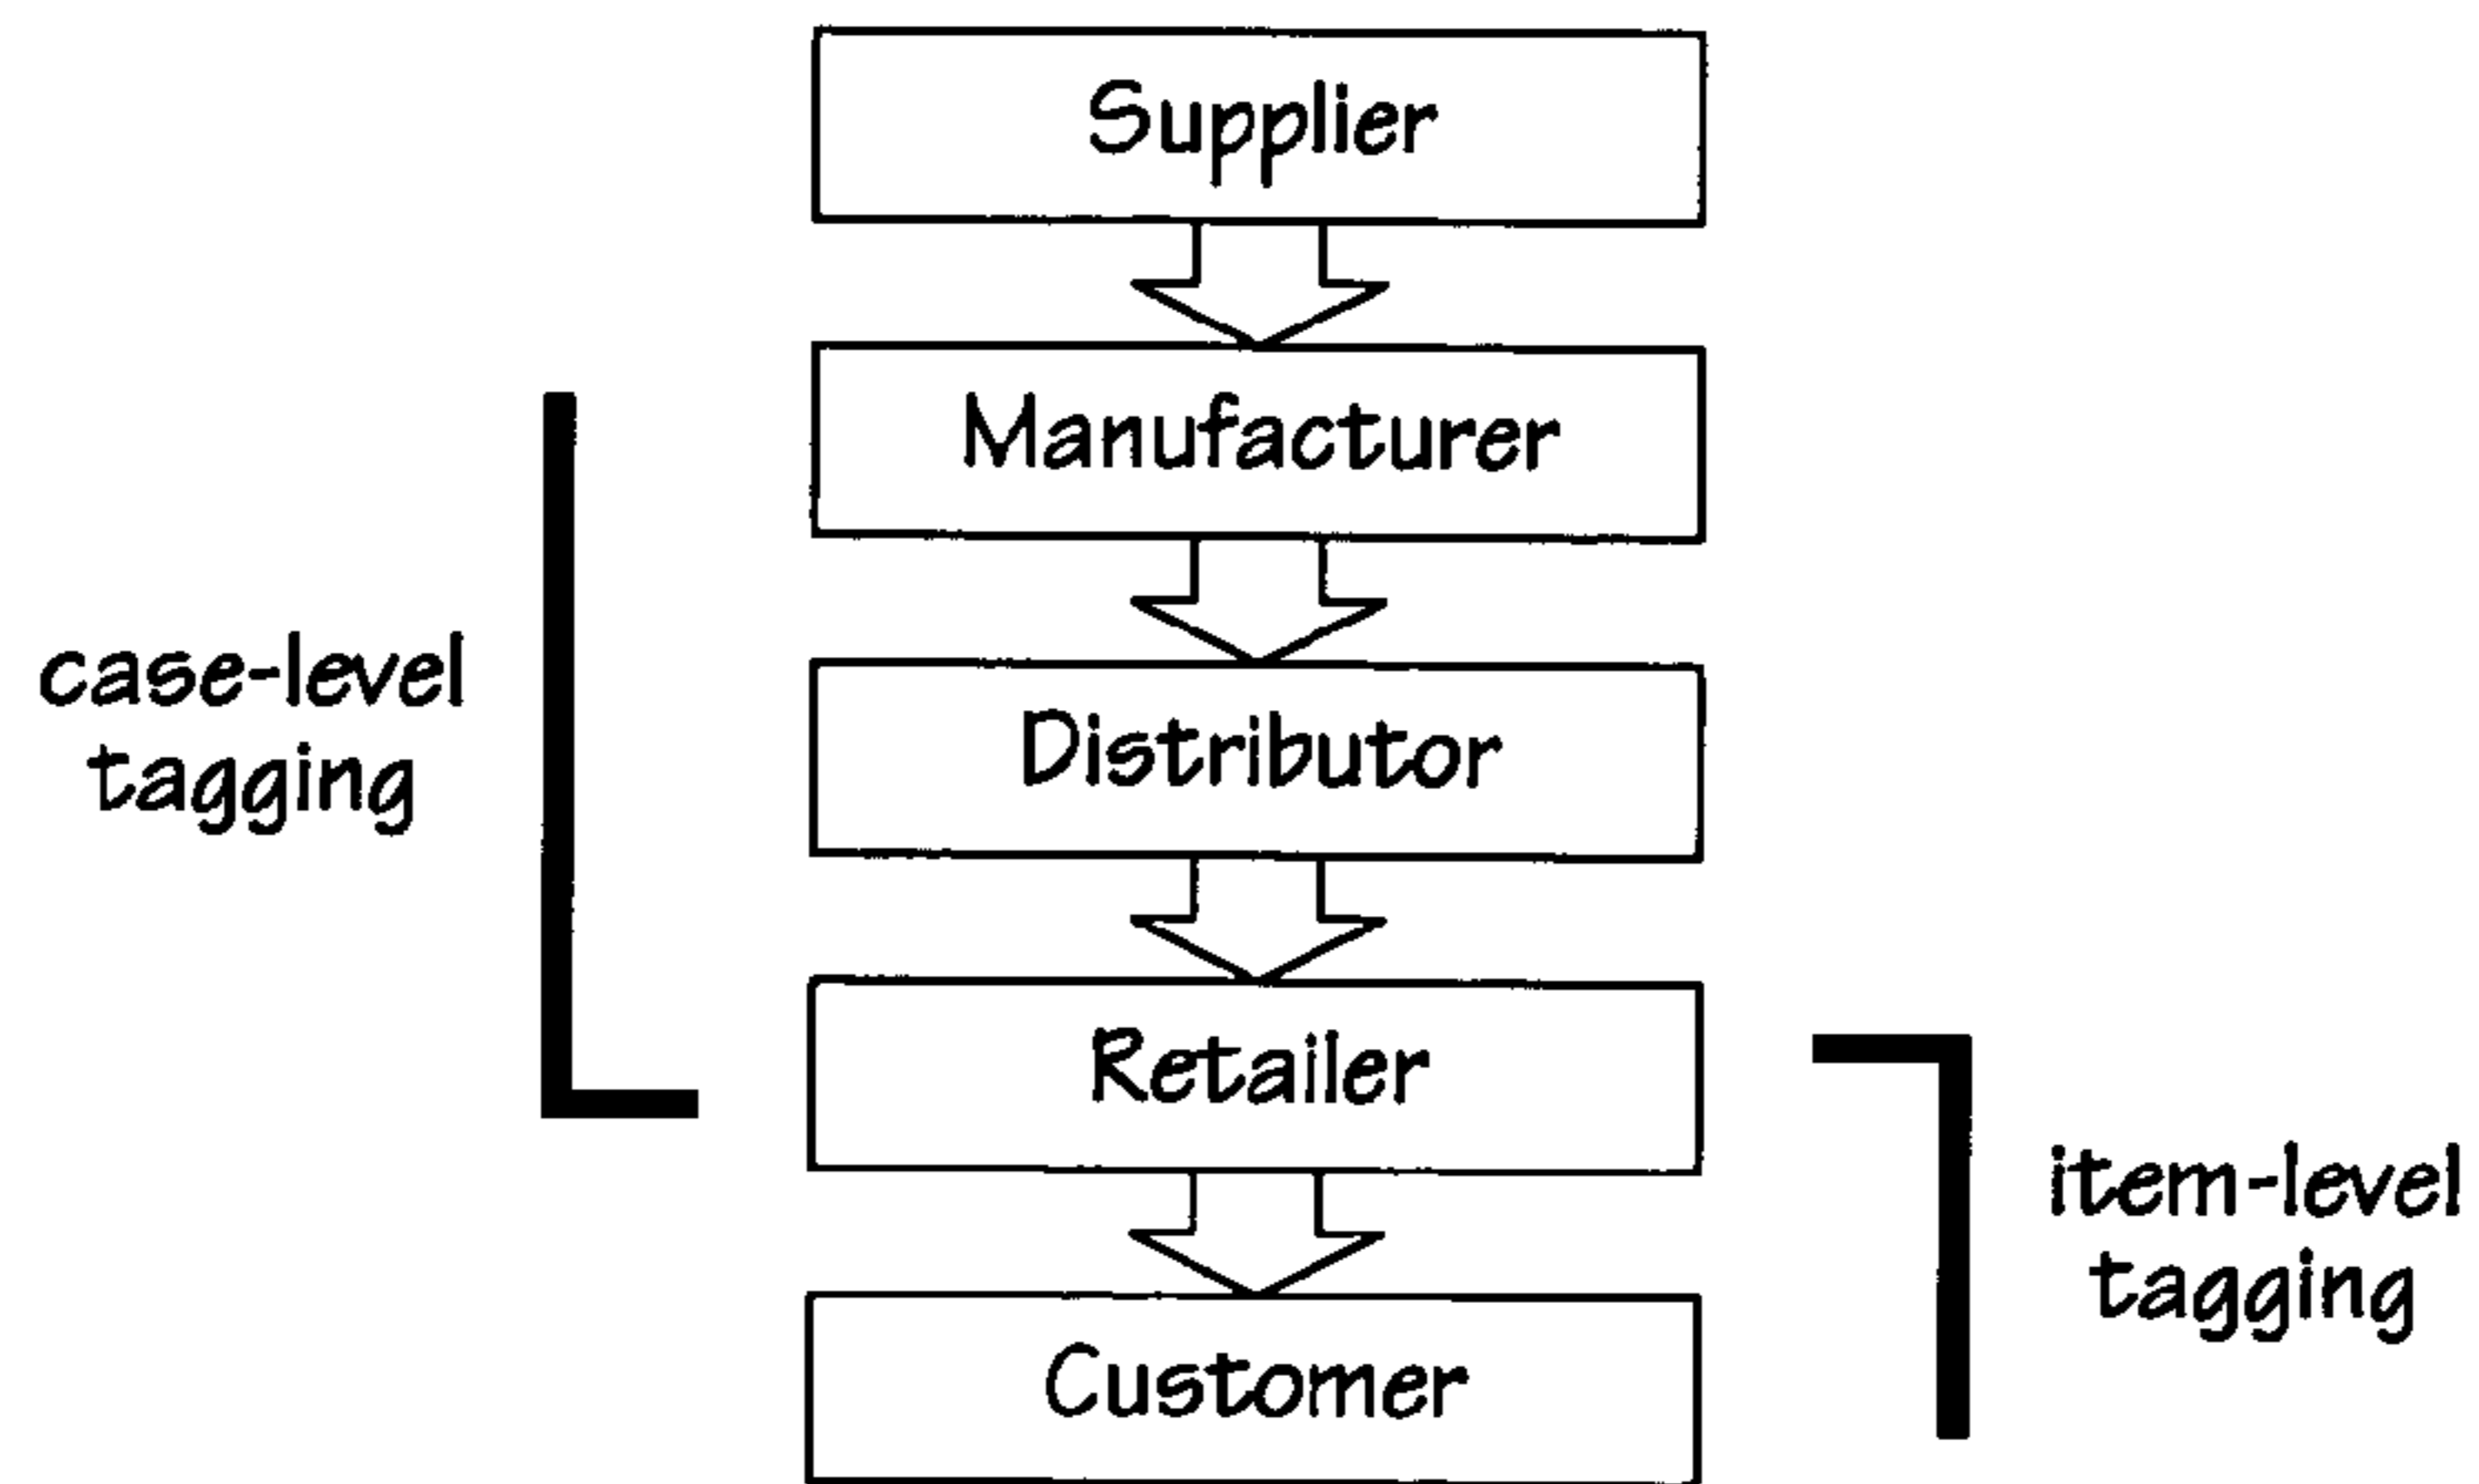 Supplier
Manufacturer
case-level
tagging
Distributor
Retailer
item-level
tagging
Customer